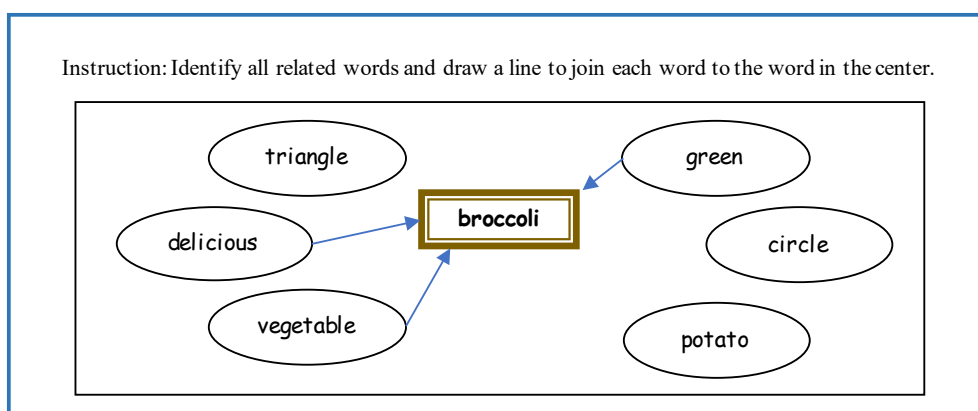 Instruction: Identify all related words and draw a line to join each word to the word in the center.
triangle
green
broccoli
delicious
circle
vegetable
potato